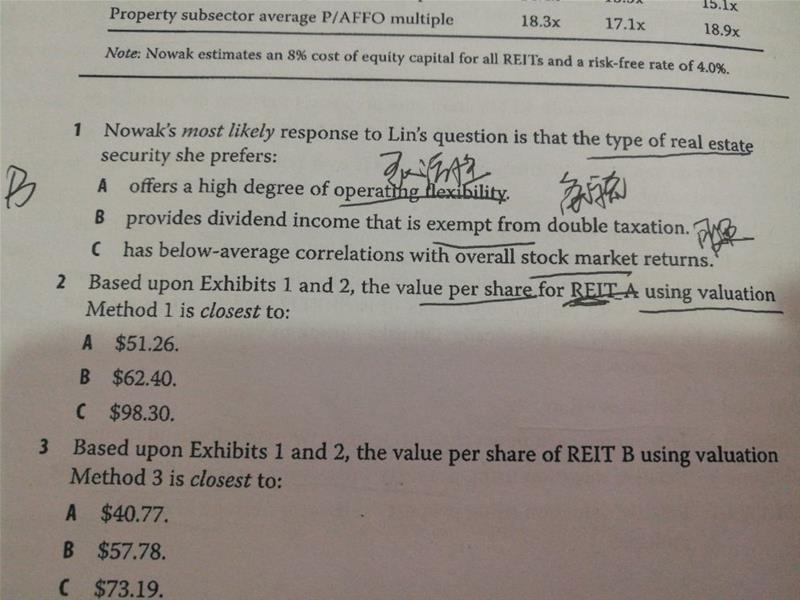 15.1x
Property subsector average P/AFFO multiple 18.3x 17.1x 18.9x
Note: Nowak estimates an 8% cost of equity capital for all REITs and a risk-free rate of 4.0%.
1 Nowak's most likely response to Lin's question is that the type of real estate
security she prefers:
A offers a high degree of operating flexibility.
B
B provides dividend income that is exempt from double taxation.
C has below-average correlations with overall stock market returns.
2 Based upon Exhibits 1 and 2, the value per share for REIT A using valuation
Method 1 is closest to:
A $51.26.
B $62.40.
C $98.30.
3 Based upon Exhibits 1 and 2, the value per share of REIT B using valuation
Method 3 is closest to:
A $40.77.
B $57.78.
C $73.19.